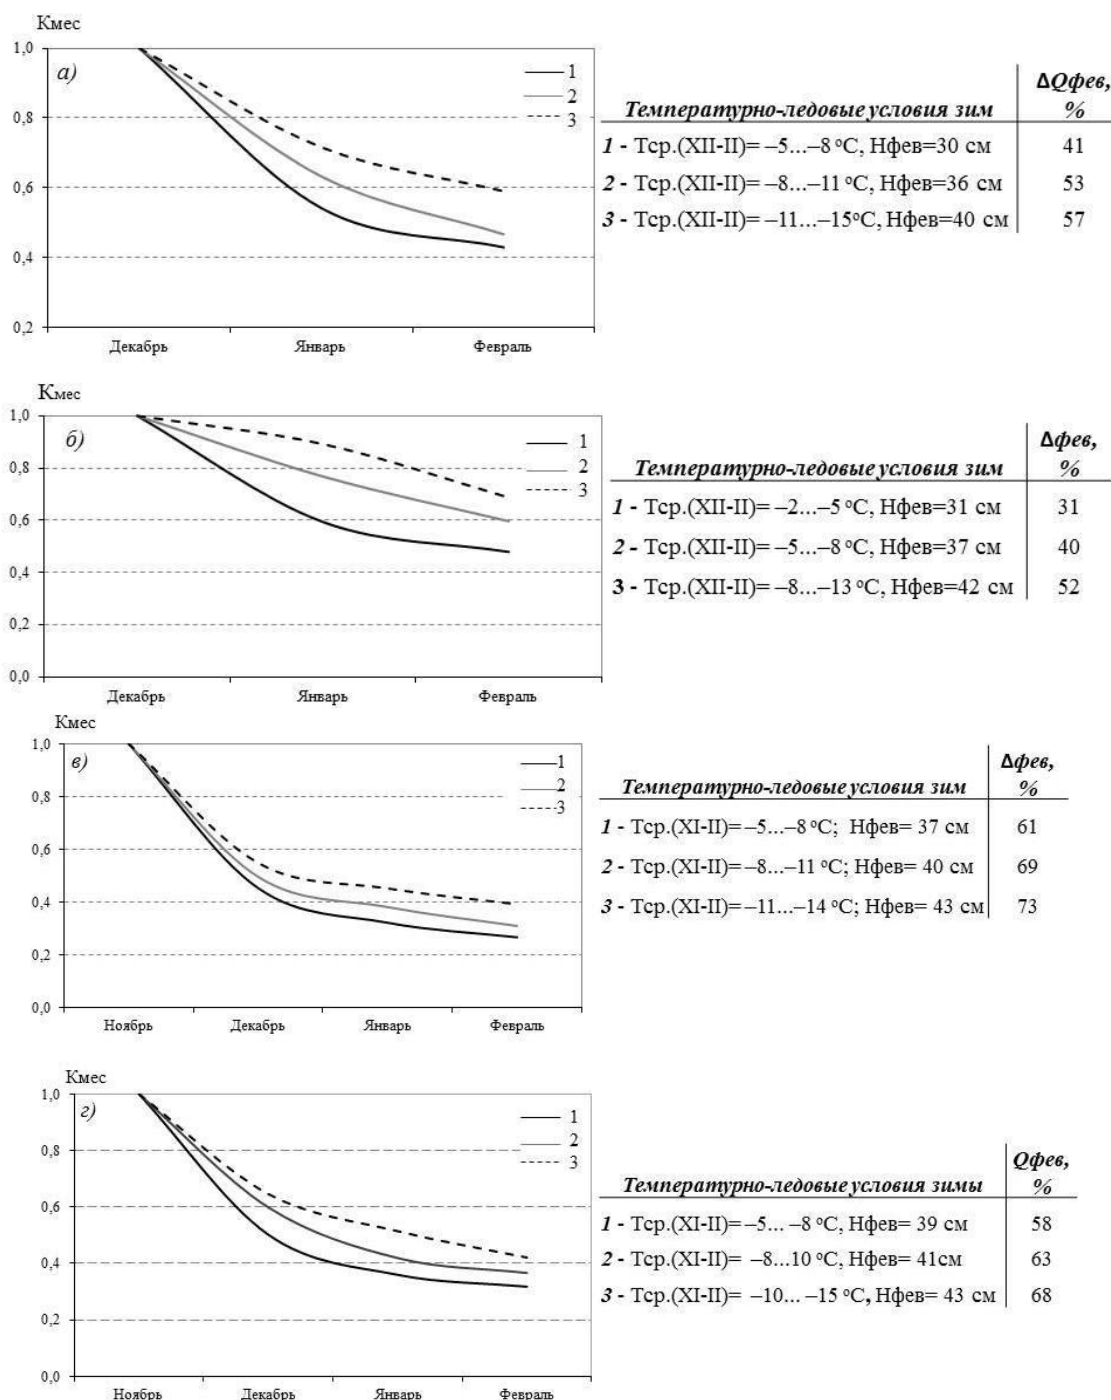 Кмес
1,0
0,8
0,6
0,4
0,2
а)
1
2
3
Декабрь Январь Февраль
Температурно-ледовые условия зим ΔQфев, %
1 - Тср.(XII-II)= –5...–8 °С, Нфев=30 см 41
2 - Тср.(XII-II)= –8...–11 °С, Нфев=36 см 53
3 - Тср.(XII-II)= –11...–15°С, Нфев=40 см 57
Кмес
1,0
0,8
0,6
0,4
0,2
0,0
б)
1
2
3
Декабрь Январь Февраль
Температурно-ледовые условия зим Δфев, %
1 - Тср.(XII-II)= –2...–5 °С, Нфев=31 см 31
2 - Тср.(XII-II)= –5...–8 °С, Нфев=37 см 40
3 - Тср.(XII-II)= –8...–13 °С, Нфев=42 см 52
Кмес
1,0
0,8
0,6
0,4
0,2
0,0
в)
1
2
3
Ноябрь Декабрь Январь Февраль
Температурно-ледовые условия зим Δфев, %
1 - Тср.(XI-II)= –5...–8 °С; Нфев= 37 см 61
2 - Тср.(XI-II)= –8...–11 °С; Нфев= 40 см 69
3 - Тср.(XI-II)= –11...–14 °С; Нфев= 43 см 73
Кмес
1,0
0,8
0,6
0,4
0,2
0,0
г)
1
2
3
Ноябрь Декабрь Январь Февраль
Температурно-ледовые условия зимы Qфев, %
1 - Тср.(XI-II)= –5... –8 °С, Нфев= 39 см 58
2 - Тср.(XI-II)= –8...10 °С, Нфев= 41см 63
3 - Тср.(XI-II)= –10... –15 °С, Нфев= 43 см 68